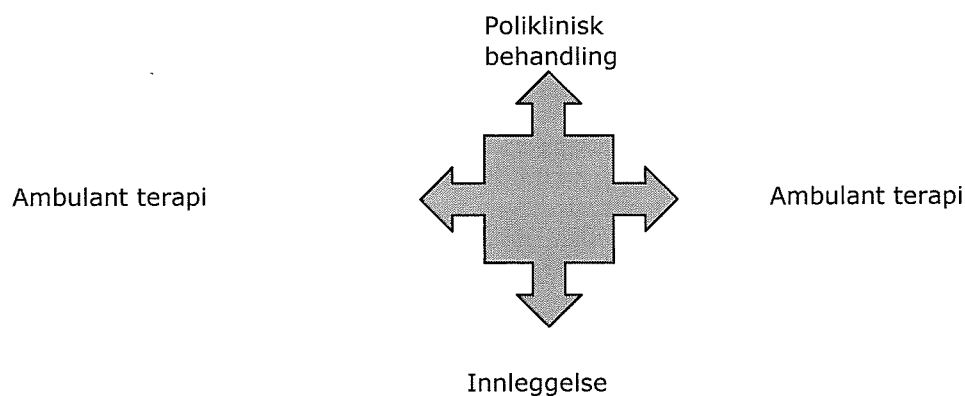 Poliklinisk
behandling
Ambulant terapi
Ambulant terapi
Innleggelse